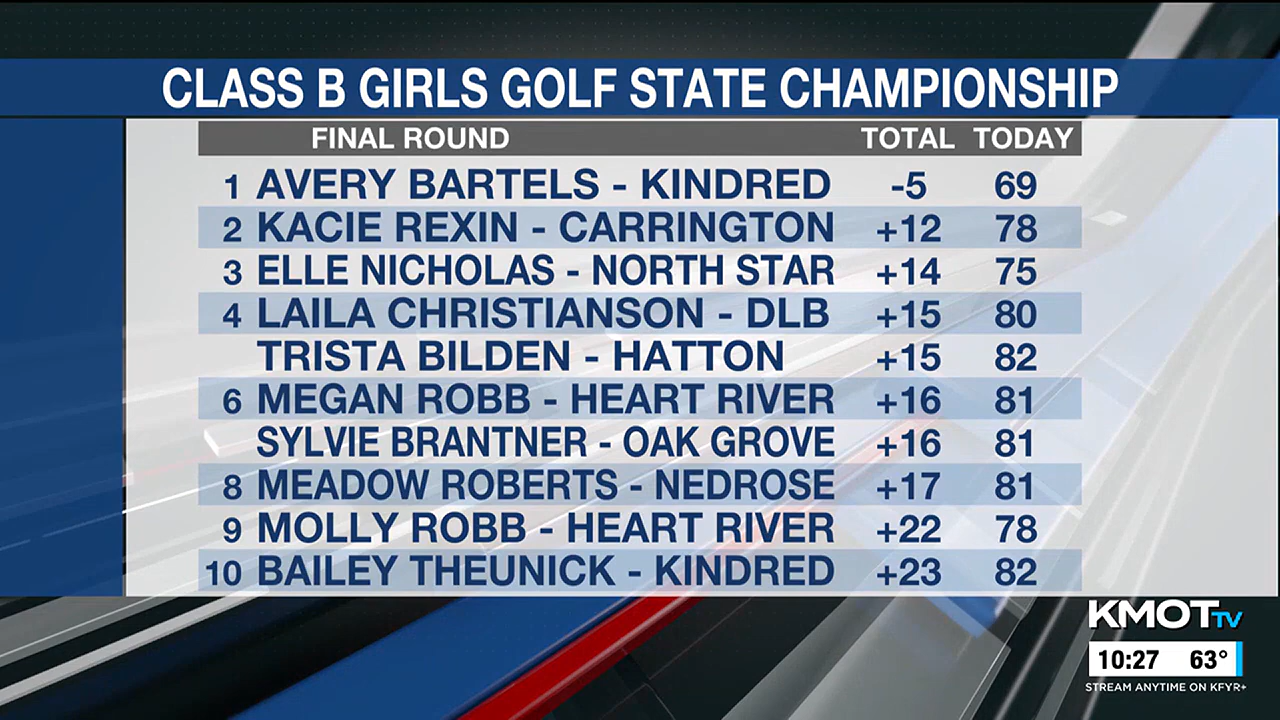 CLASS B GIRLS GOLF STATE CHAMPIONSHIP
FINAL ROUND TOTAL TODAY
1 AVERY BARTELS - KINDRED -5 69
2 KACIE REXIN - CARRINGTON +12 78
3 ELLE NICHOLAS - NORTH STAR +14 75
4 LAILA CHRISTIANSON - DLB +15 80
TRISTA BILDEN - HATTON +15 82
6 MEGAN ROBB - HEART RIVER +16 81
SYLVIE BRANTNER - OAK GROVE +16 81
8 MEADOW ROBERTS - NEDROSE +17 81
9 MOLLY ROBB - HEART RIVER +22 78
10 BAILEY THEUNICK - KINDRED +23 82
KMOT TV
10:27 63°
STREAM ANYTIME ON KFYR+